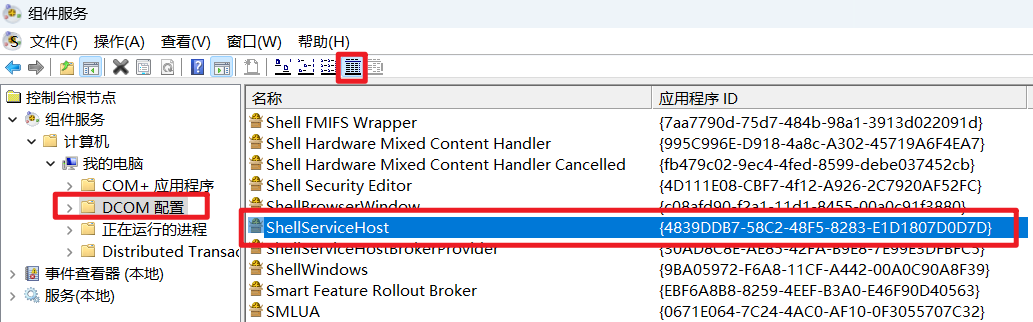 组件服务
文件(F) 操作(A) 查看(V) 窗口(W) 帮助(H)
控制台根节点
组件服务
计算机
我的电脑
COM+ 应用程序
DCOM 配置
正在运行的进程
Distributed Transac
事件查看器 (本地)
服务(本地)
名称 应用程序 ID
Shell FMIFS Wrapper {7aa7790d-75d7-484b-98a1-3913d022091d}
Shell Hardware Mixed Content Handler {995C996E-D918-4a8c-A302-45719A6F4EA7}
Shell Hardware Mixed Content Handler Cancelled {fb479c02-9ec4-4fed-8599-debe037452cb}
Shell Security Editor {4D111E08-CBF7-4f12-A926-2C7920AF52FC}
ShellBrowserWindow {c08afd90-f2a1-11d1-8455-00a0c91f3880}
ShellServiceHost {4839DDB7-58C2-48F5-8283-E1D1807D0D7D}
ShellServiceHostBrokerProvider {30AD8C8E-AE85-42FA-B9E8-7E99E3DFBFC5}
ShellWindows {9BA05972-F6A8-11CF-A442-00A0C90A8F39}
Smart Feature Rollout Broker {EBF6A8B8-8259-4EEF-B3A0-E46F90D40563}
SMLUA {0671E064-7C24-4AC0-AF10-0F3055707C32}